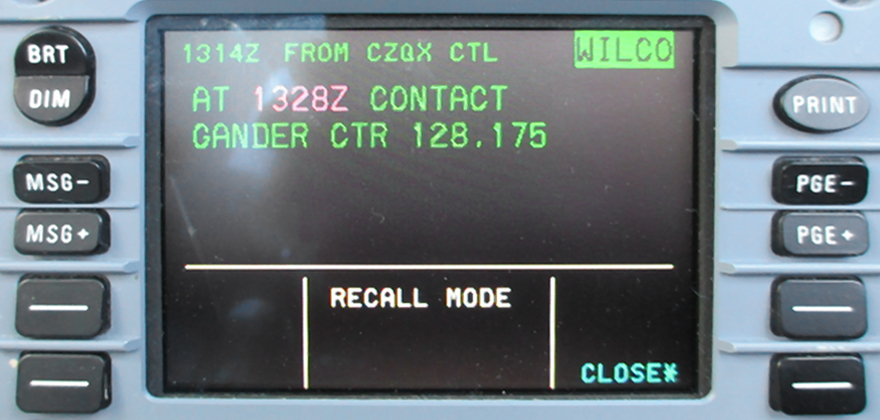 BRT
DIM
MSG-
MSG+
1314Z FROM CZQX CTL WILCO
AT 1328Z CONTACT
GANDER CTR 128.175
RECALL MODE
CLOSE*
PRINT
PGE-
PGE+